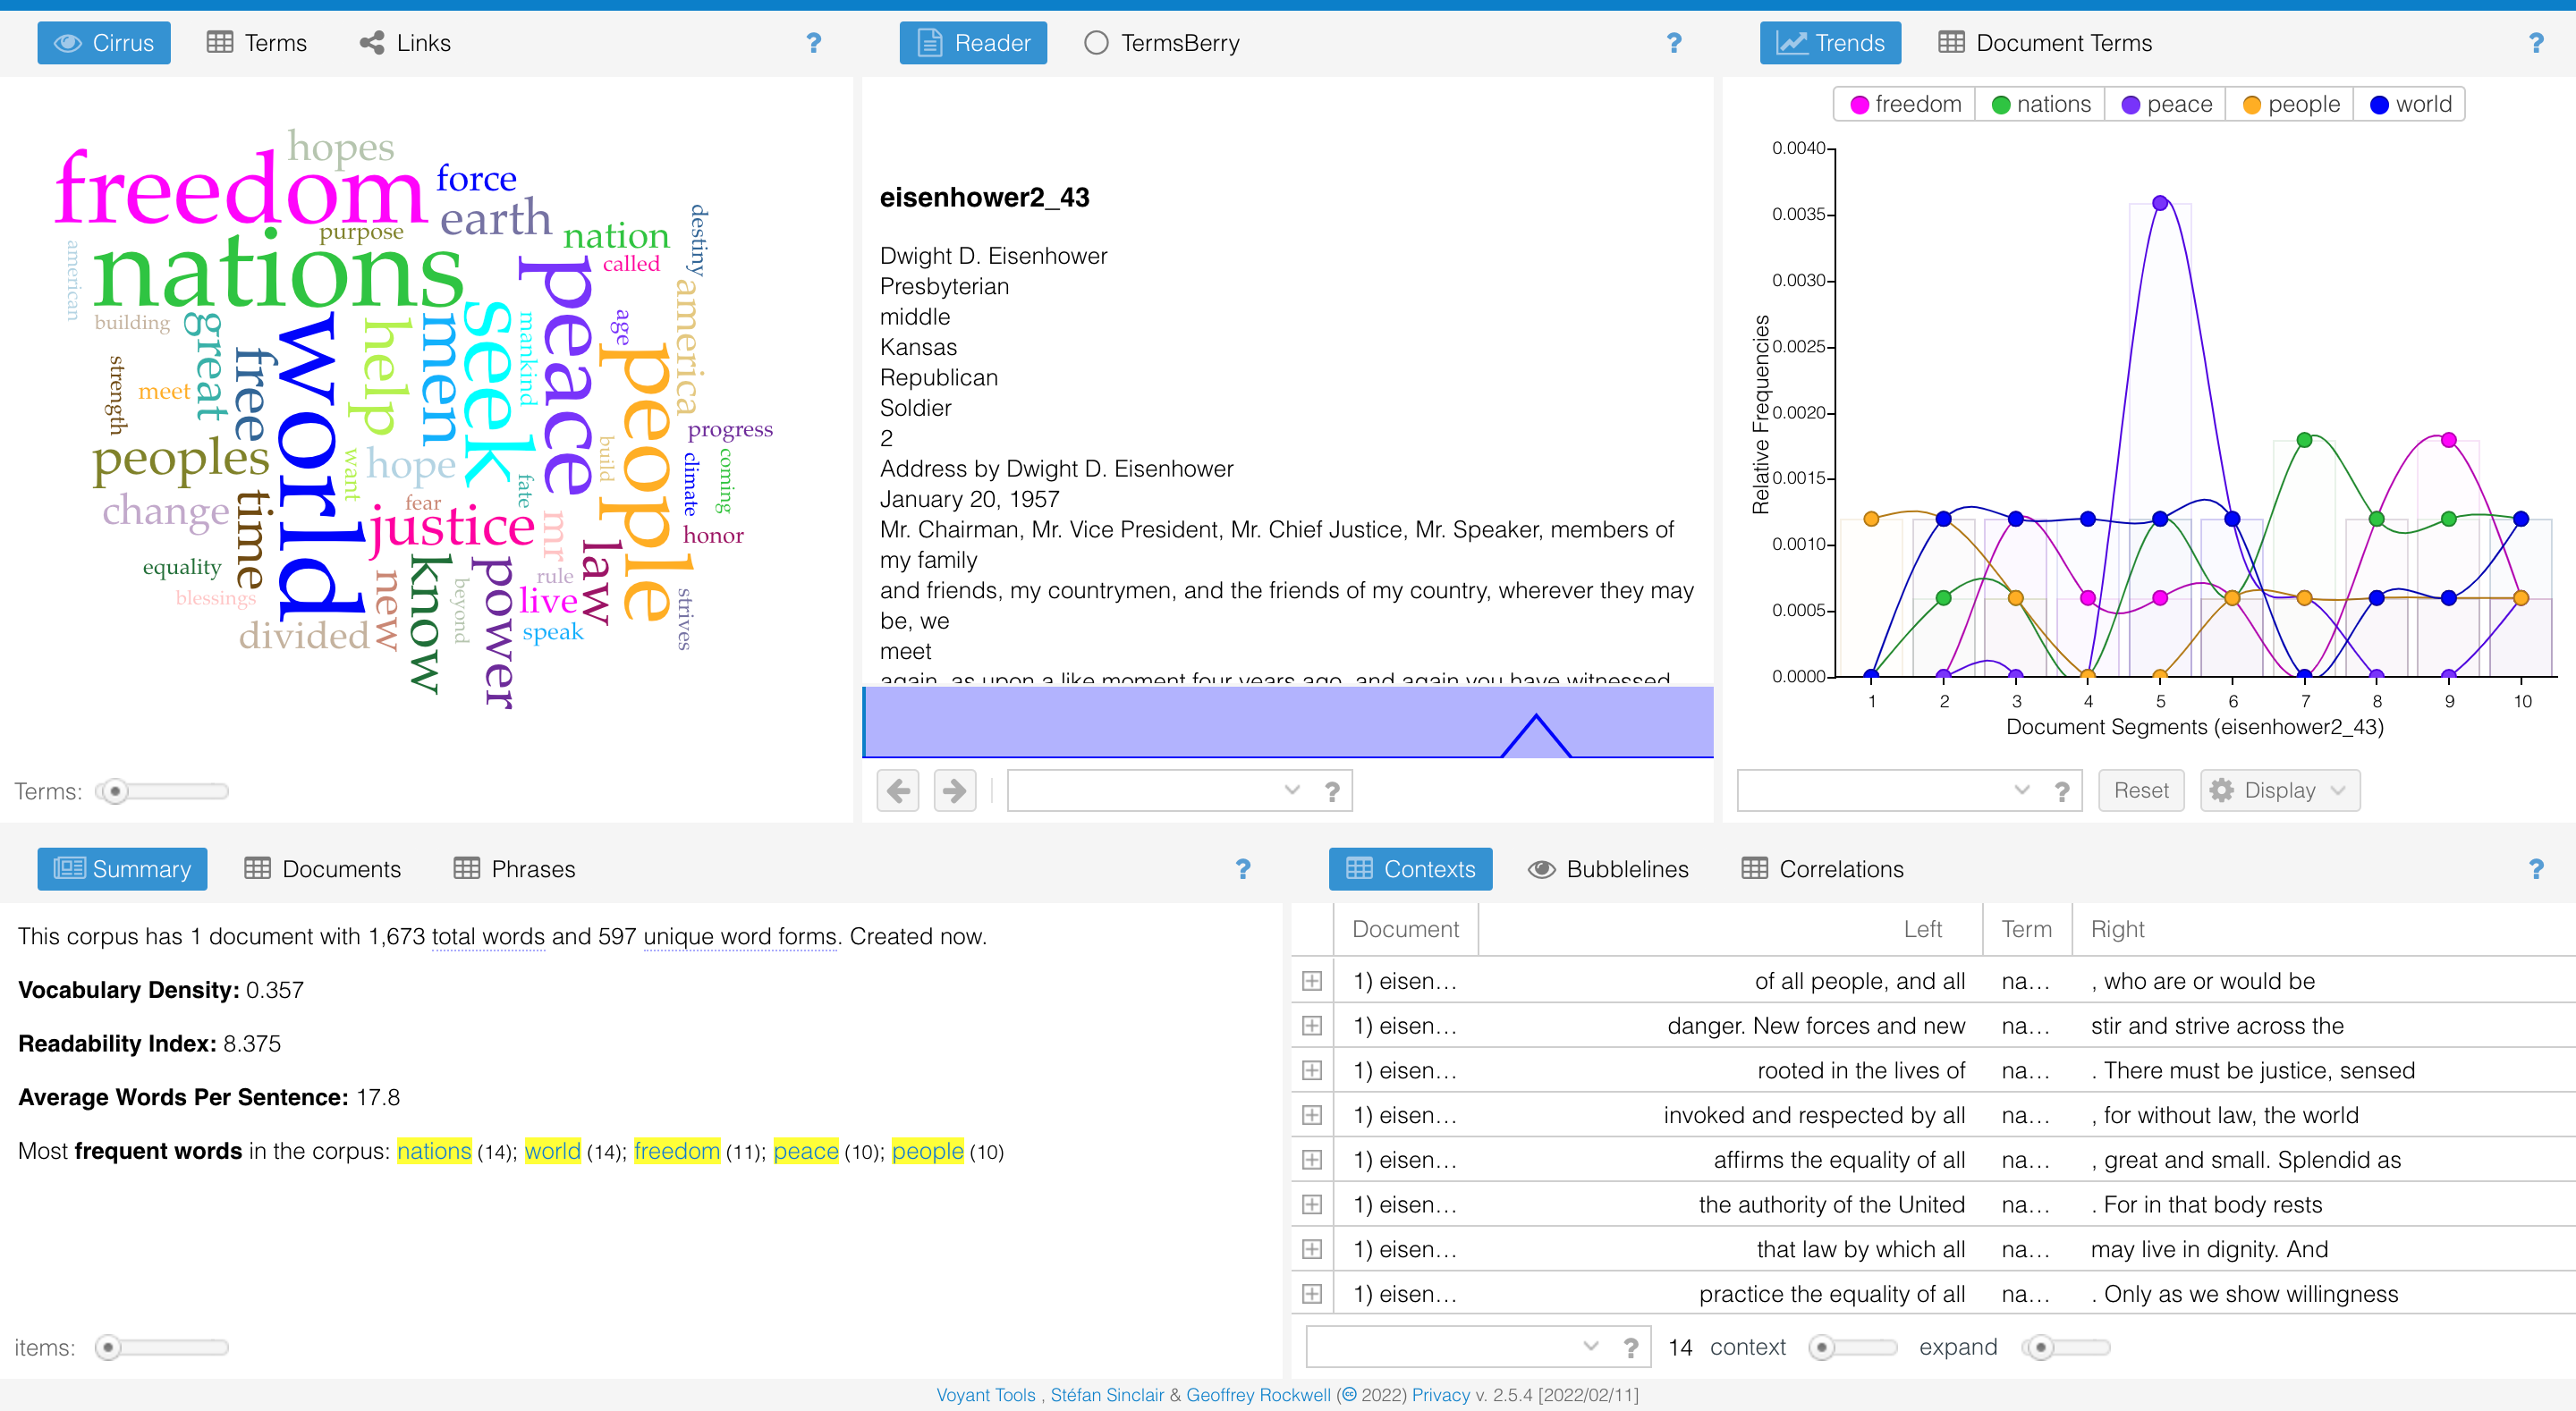 Cirrus Terms Links ?
Reader TermsBerry ?
Trends Document Terms ?
hopes
freedom
force
earth
purpose
nation
destiny
american
nations
called
peace
america
building
great
world
help
men
seek
mankind
age
people
free
strength
meet
progress
peoples
want
hope
build
climate
coming
change
time
fear
fate
justice
mr
law
honor
equality
know
power
rule
blessings
new
beyond
live
strives
divided
speak
Terms:
eisenhower2_43
Dwight D. Eisenhower
Presbyterian
middle
Kansas
Republican
Soldier
2
Address by Dwight D. Eisenhower
January 20, 1957
Mr. Chairman, Mr. Vice President, Mr. Chief Justice, Mr. Speaker, members of
my family
and friends, my countrymen, and the friends of my country, wherever they may
be, we
meet
again, as upon a like moment four years ago, and again you have witnessed
?
freedom nations peace people world
Relative Frequencies
0.0040
0.0035
0.0030
0.0025
0.0020
0.0015
0.0010
0.0005
0.0000
1 2 3 4 5 6 7 8 9 10
Document Segments (eisenhower2_43)
? Reset Display
Summary Documents Phrases ?
This corpus has 1 document with 1,673 total words and 597 unique word forms. Created now.
Vocabulary Density: 0.357
Readability Index: 8.375
Average Words Per Sentence: 17.8
Most frequent words in the corpus: nations (14); world (14); freedom (11); peace (10); people (10)
items:
Contexts Bubblelines Correlations ?
Document Left Term Right
1) eisen... of all people, and all na... , who are or would be
1) eisen... danger. New forces and new na... stir and strive across the
1) eisen... rooted in the lives of na... . There must be justice, sensed
1) eisen... invoked and respected by all na... , for without law, the world
1) eisen... affirms the equality of all na... , great and small. Splendid as
1) eisen... the authority of the United na... . For in that body rests
1) eisen... that law by which all na... may live in dignity. And
1) eisen... practice the equality of all na... . Only as we show willingness
? 14 context expand
Voyant Tools , Stéfan Sinclair & Geoffrey Rockwell (cc 2022) Privacy v. 2.5.4 [2022/02/11]